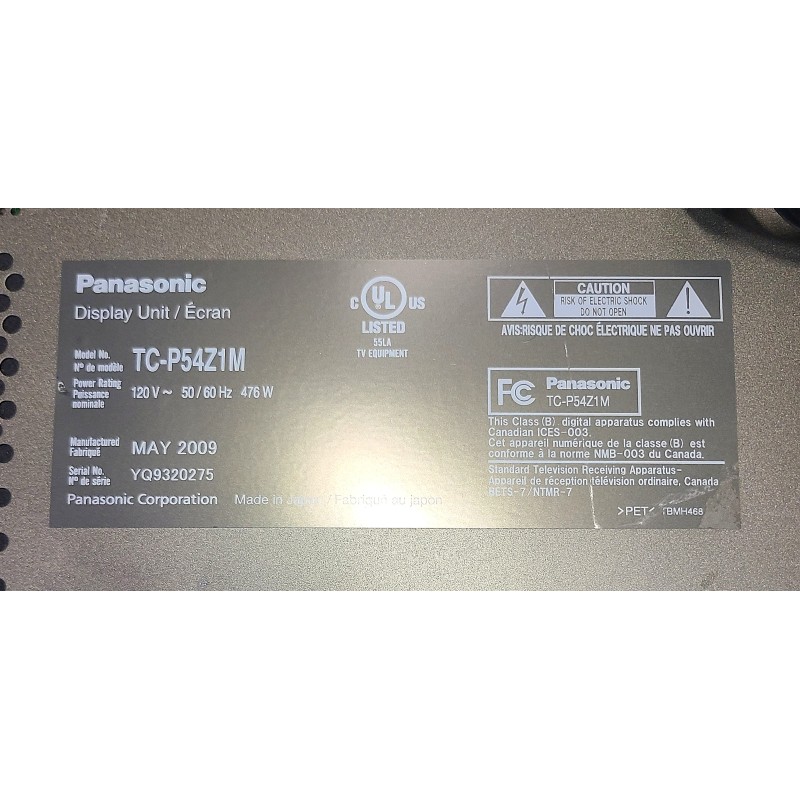 Panasonic
Display Unit / Écran
Model No.
Nº de modèle
TC-P54Z1M
Power Rating
Puissance
nominale
120 V ~ 50 / 60 Hz 476 W
Manufactured
Fabriqué
MAY 2009
Serial No.
Nº de série
YQ9320275
Panasonic Corporation Made in Japan / Fabriqué au japon
C UL US
LISTED
55LA
TV EQUIPMENT
CAUTION
RISK OF ELECTRIC SHOCK
DO NOT OPEN
!
AVIS:RISQUE DE CHOC ÉLECTRIQUE NE PAS OUVRIR
FC Panasonic
TC-P54Z1M
This Class (B) digital apparatus complies with
Canadian ICES-003.
Cet appareil numérique de la classe (B) est
conforme à la norme NMB-003 du Canada.
Standard Television Receiving Apparatus-
Appareil de réception télévision ordinaire, Canada
BETS-7/NTMR-7
>PET< TBMH468